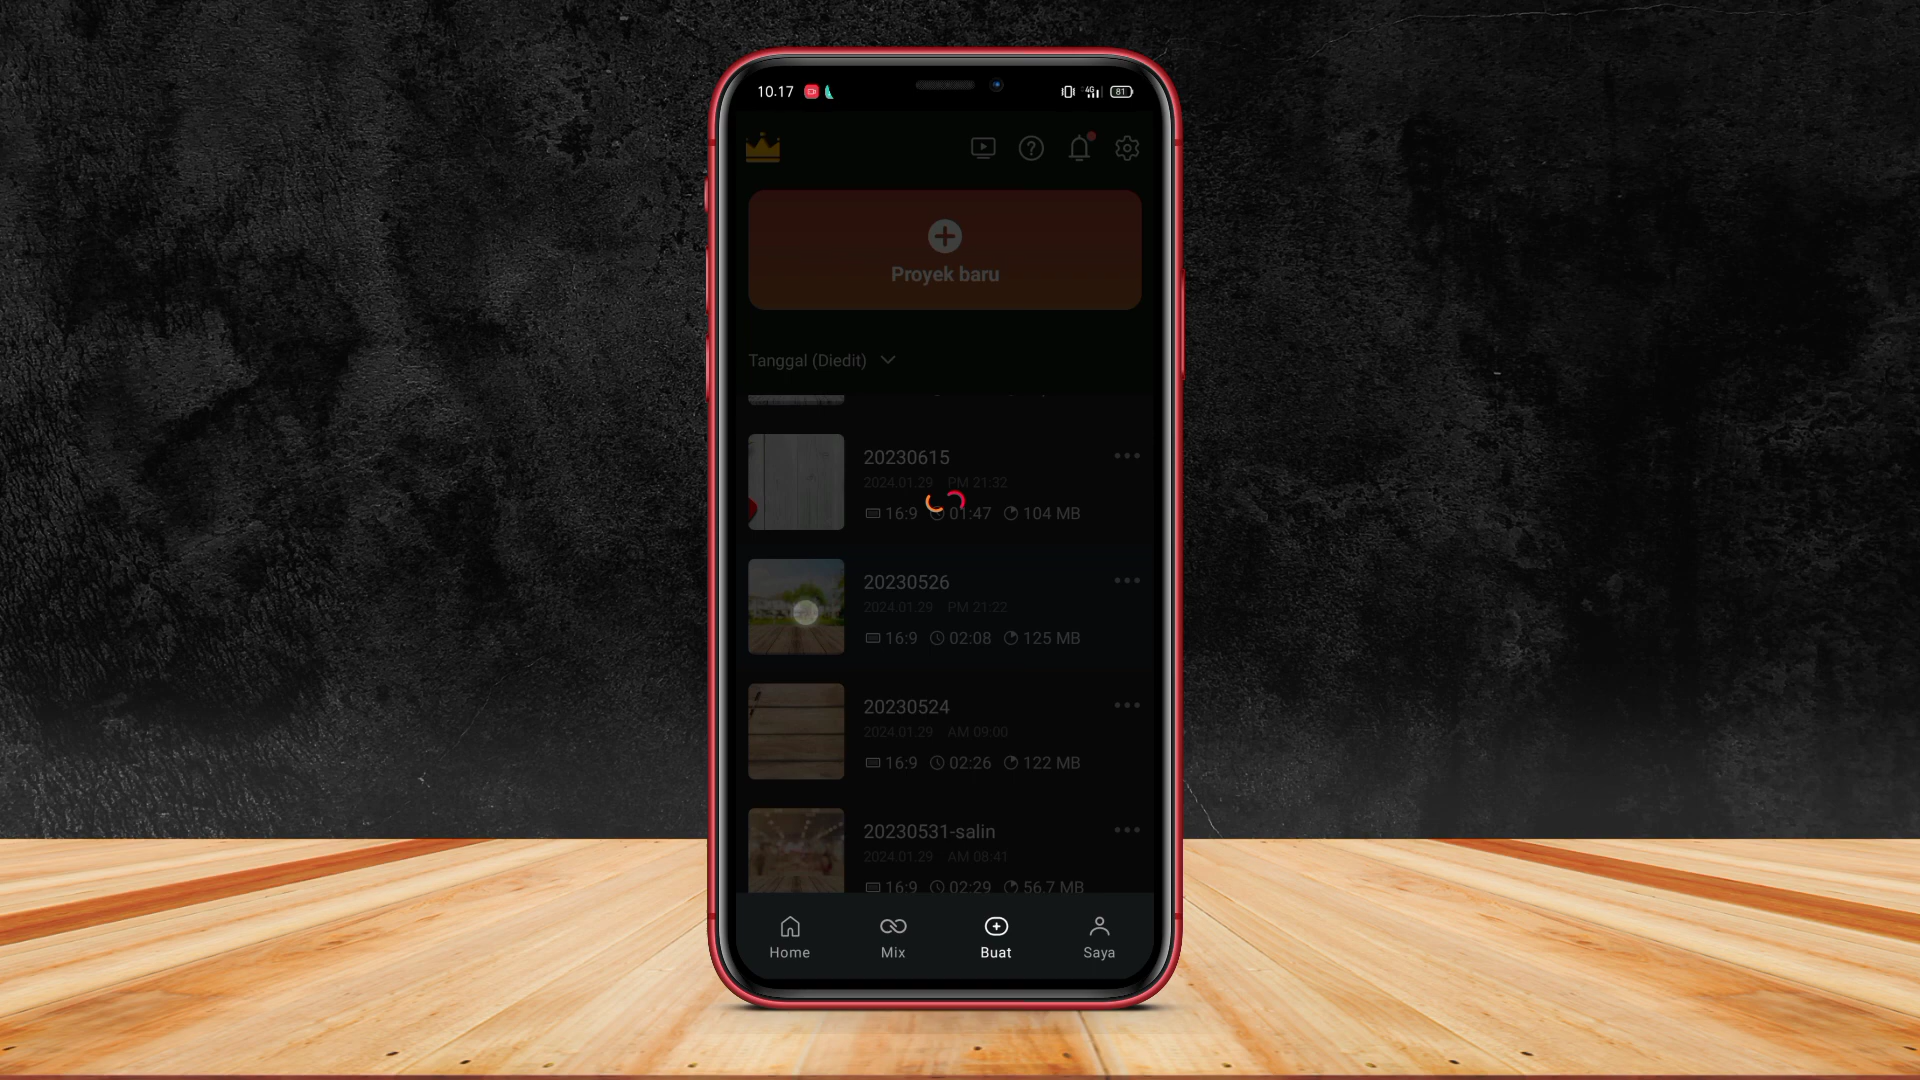 10.17
4G
81
Proyek baru
Tanggal (Diedit)
20230615
2024.01.29 PM 21:32
16:9 01:47 104 MB
20230526
2024.01.29 PM 21:22
16:9 02:08 125 MB
20230524
2024.01.29 AM 09:00
16:9 02:26 122 MB
20230531-salin
2024.01.29 AM 08:41
16:9 02:29 56.7 MB
Home Mix Buat Saya